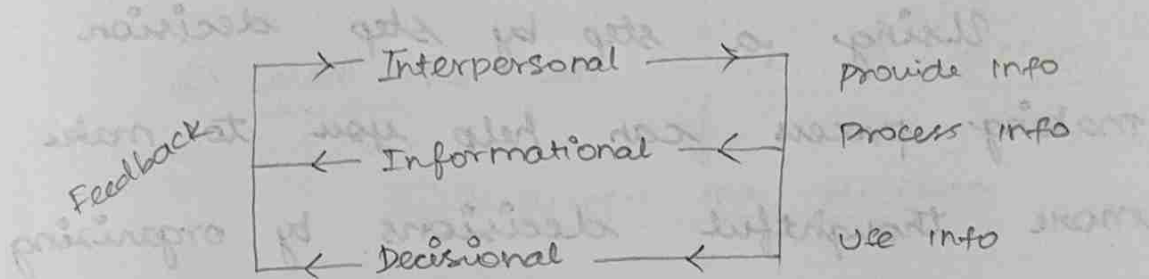 Interpersonal Provide info
Feedback Informational Process info
Decisional Use info